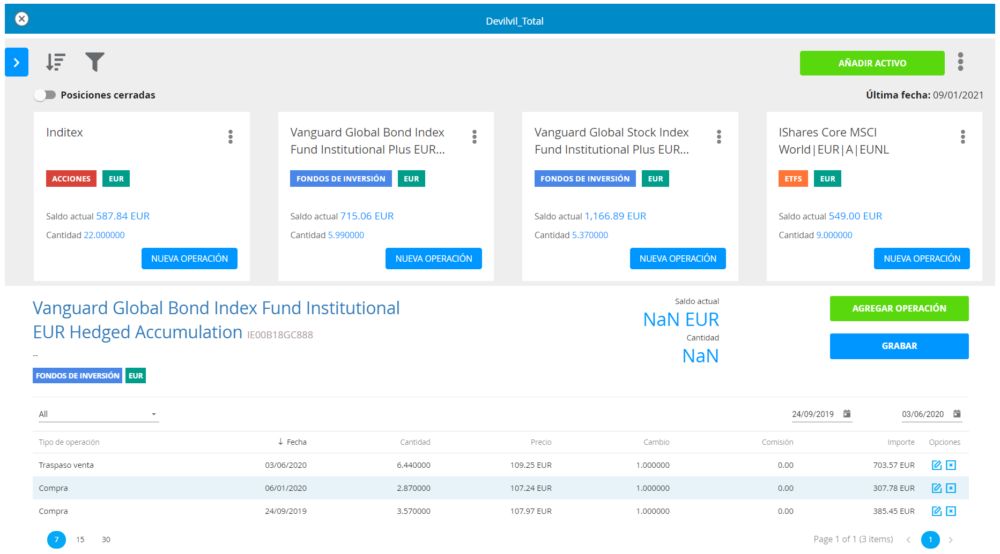 Devilvil_Total
AÑADIR ACTIVO
Posiciones cerradas
Última fecha: 09/01/2021
Inditex
ACCIONES EUR
Saldo actual 587.84 EUR
Cantidad 22.000000
NUEVA OPERACIÓN
Vanguard Global Bond Index
Fund Institutional Plus EUR...
FONDOS DE INVERSIÓN EUR
Saldo actual 715.06 EUR
Cantidad 5.990000
NUEVA OPERACIÓN
Vanguard Global Stock Index
Fund Institutional Plus EUR...
FONDOS DE INVERSIÓN EUR
Saldo actual 1,166.89 EUR
Cantidad 5.370000
NUEVA OPERACIÓN
IShares Core MSCI
World|EUR|A|EUNL
ETFS EUR
Saldo actual 549.00 EUR
Cantidad 9.000000
NUEVA OPERACIÓN
Vanguard Global Bond Index Fund Institutional
EUR Hedged Accumulation IE00B18GC888
--
FONDOS DE INVERSIÓN EUR
Saldo actual
NaN EUR
Cantidad
NaN
AGREGAR OPERACIÓN
GRABAR
All 24/09/2019 03/06/2020
Tipo de operación ↓ Fecha Cantidad Precio Cambio Comisión Importe Opciones
Traspaso venta 03/06/2020 6.440000 109.25 EUR 1.000000 0.00 703.57 EUR
Compra 06/01/2020 2.870000 107.24 EUR 1.000000 0.00 307.78 EUR
Compra 24/09/2019 3.570000 107.97 EUR 1.000000 0.00 385.45 EUR
7 15 30 Page 1 of 1 (3 items) 1